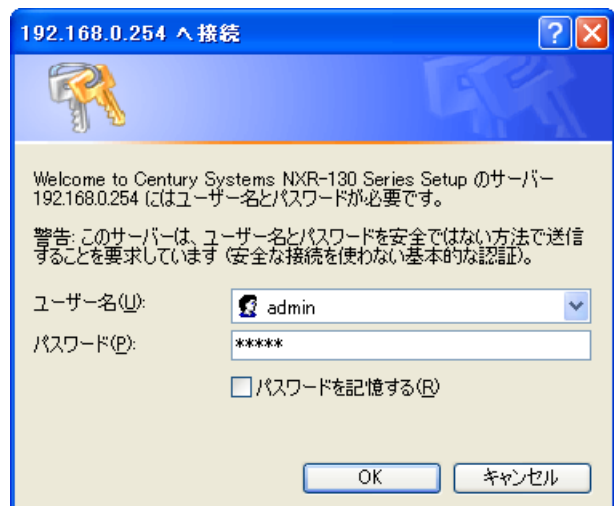 192.168.0.254 へ接続
Welcome to Century Systems NXR-130 Series Setup のサーバー
192.168.0.254 にはユーザー名とパスワードが必要です。
警告: このサーバーは、ユーザー名とパスワードを安全ではない方法で送信
することを要求しています (安全な接続を使わない基本的な認証)。
ユーザー名(U):
admin
パスワード(P):
*****
パスワードを記憶する(R)
OK
キャンセル